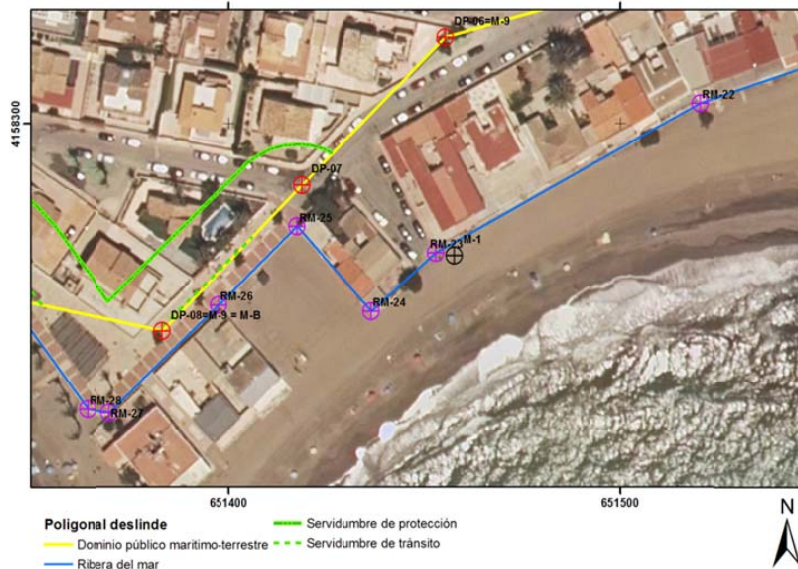 DP-06=M-9
4158300
RM-22
DP-07
RM-25
RM-23
M-1
RM-26
RM-24
DP-08=M-9 = M-B
RM-28
RM-27
651400
651500
N
Poligonal deslinde
Dominio público marítimo-terrestre
Ribera del mar
Servidumbre de protección
Servidumbre de tránsito